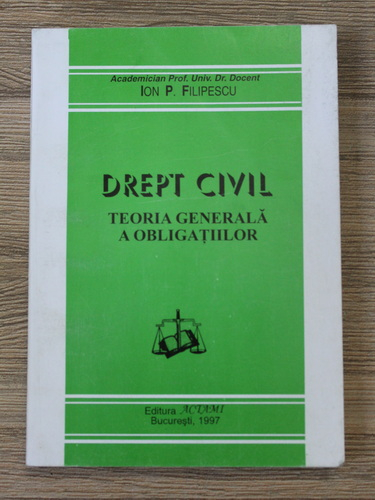 Academician Prof. Univ. Dr. Docent
ION P. FILIPESCU
DREPT CIVIL
TEORIA GENERALĂ
A OBLIGAȚIILOR
Editura ACTAMI
București, 1997